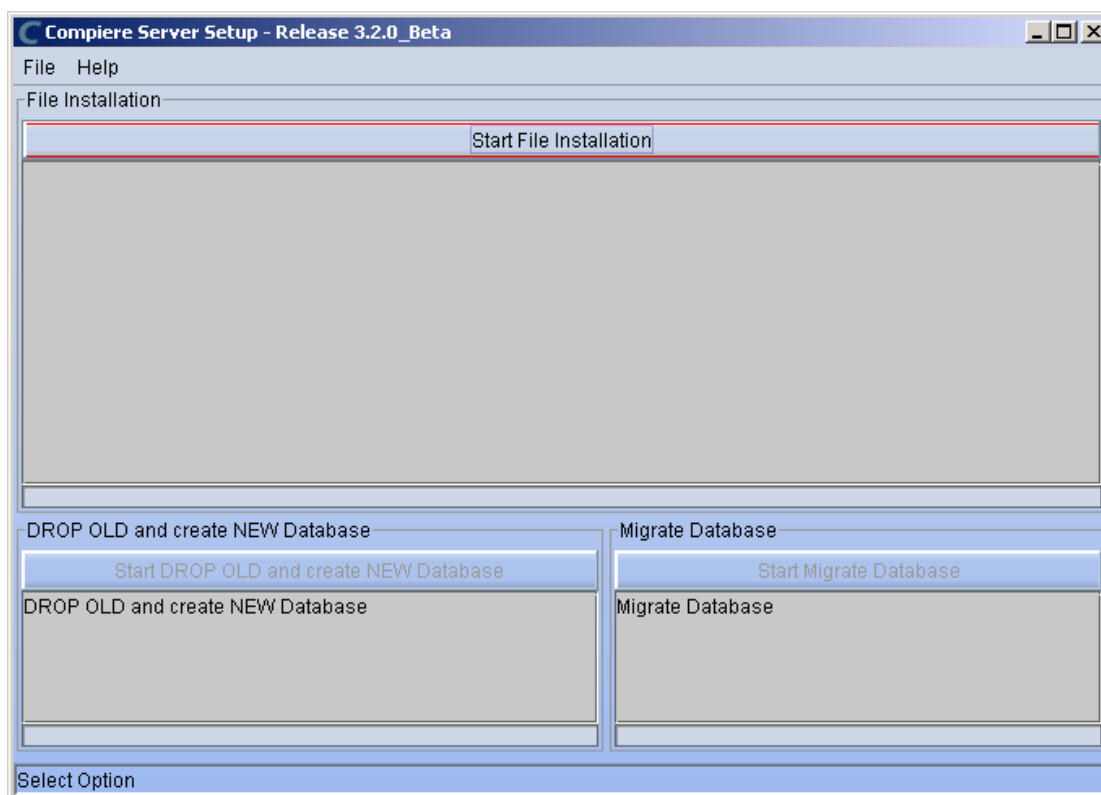 Compiere Server Setup - Release 3.2.0_Beta
File Help
File Installation
Start File Installation
DROP OLD and create NEW Database
Start DROP OLD and create NEW Database
DROP OLD and create NEW Database
Migrate Database
Start Migrate Database
Migrate Database
Select Option